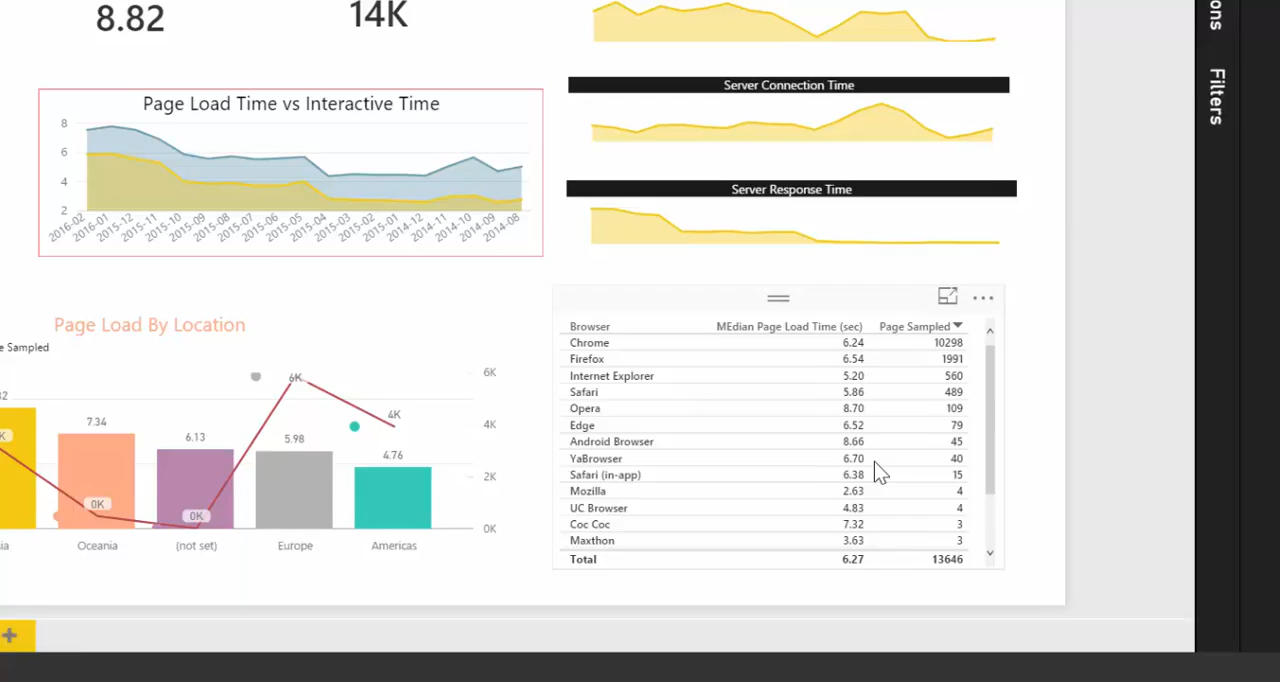 8.82
14K
ons
Filters
Page Load Time vs Interactive Time
8
6
4
2
2016-02
2016-01
2015-12
2015-11
2015-10
2015-09
2015-08
2015-07
2015-06
2015-05
2015-04
2015-03
2015-02
2015-01
2014-12
2014-11
2014-10
2014-09
2014-08
Server Connection Time
Server Response Time
Page Load By Location
e Sampled
6K
4K
2K
0K
7.34
6.13
5.98
4.76
K
0K
0K
6K
4K
ia
Oceania
(not set)
Europe
Americas
Browser MEdian Page Load Time (sec) Page Sampled
Chrome 6.24 10298
Firefox 6.54 1991
Internet Explorer 5.20 560
Safari 5.86 489
Opera 8.70 109
Edge 6.52 79
Android Browser 8.66 45
YaBrowser 6.70 40
Safari (in-app) 6.38 15
Mozilla 2.63 4
UC Browser 4.83 4
Coc Coc 7.32 3
Maxthon 3.63 3
Total 6.27 13646